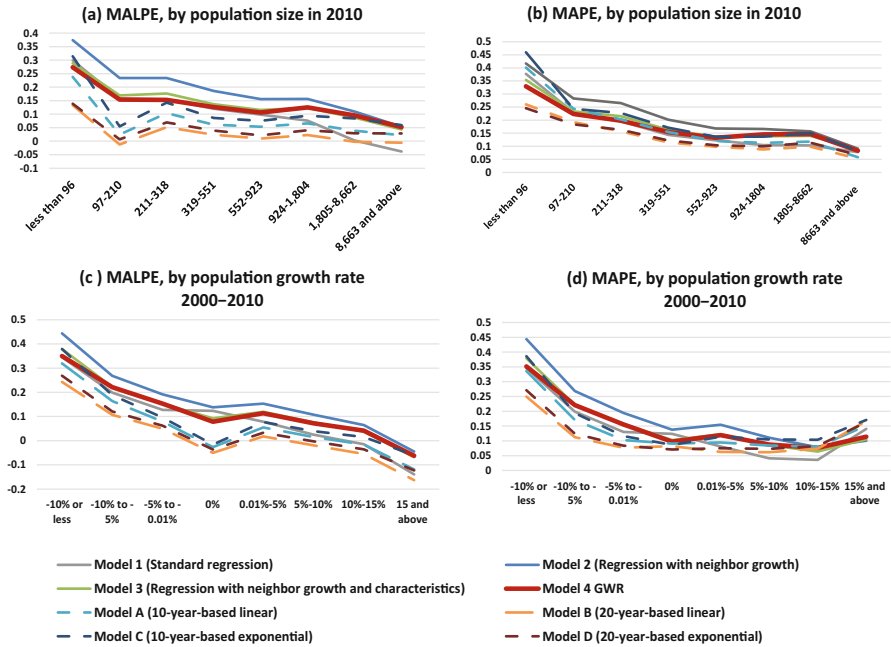 (a) MALPE, by population size in 2010
0.4
0.35
0.3
0.25
0.2
0.15
0.1
0.05
0
-0.05
-0.1
less than 96
97-210
211-318
319-551
552-923
924-1,804
1,805-8,662
8,663 and above
(b) MAPE, by population size in 2010
0.5
0.45
0.4
0.35
0.3
0.25
0.2
0.15
0.1
0.05
0
less than 96
97-210
211-318
319-551
552-923
924-1804
1805-8662
8663 and above
(c ) MALPE, by population growth rate
2000–2010
0.5
0.4
0.3
0.2
0.1
0
-0.1
-0.2
-10% or less
-10% to -5%
-5% to -0.01%
0%
0.01%-5%
5%-10%
10%-15%
15 and above
(d) MAPE, by population growth rate
2000–2010
0.5
0.45
0.4
0.35
0.3
0.25
0.2
0.15
0.1
0.05
0
-10% or less
-10% to -5%
-5% to -0.01%
0%
0.01%-5%
5%-10%
10%-15%
15% and above
Model 1 (Standard regression)
Model 2 (Regression with neighbor growth)
Model 3 (Regression with neighbor growth and characteristics)
Model 4 GWR
Model A (10-year-based linear)
Model B (20-year-based linear)
Model C (10-year-based exponential)
Model D (20-year-based exponential)